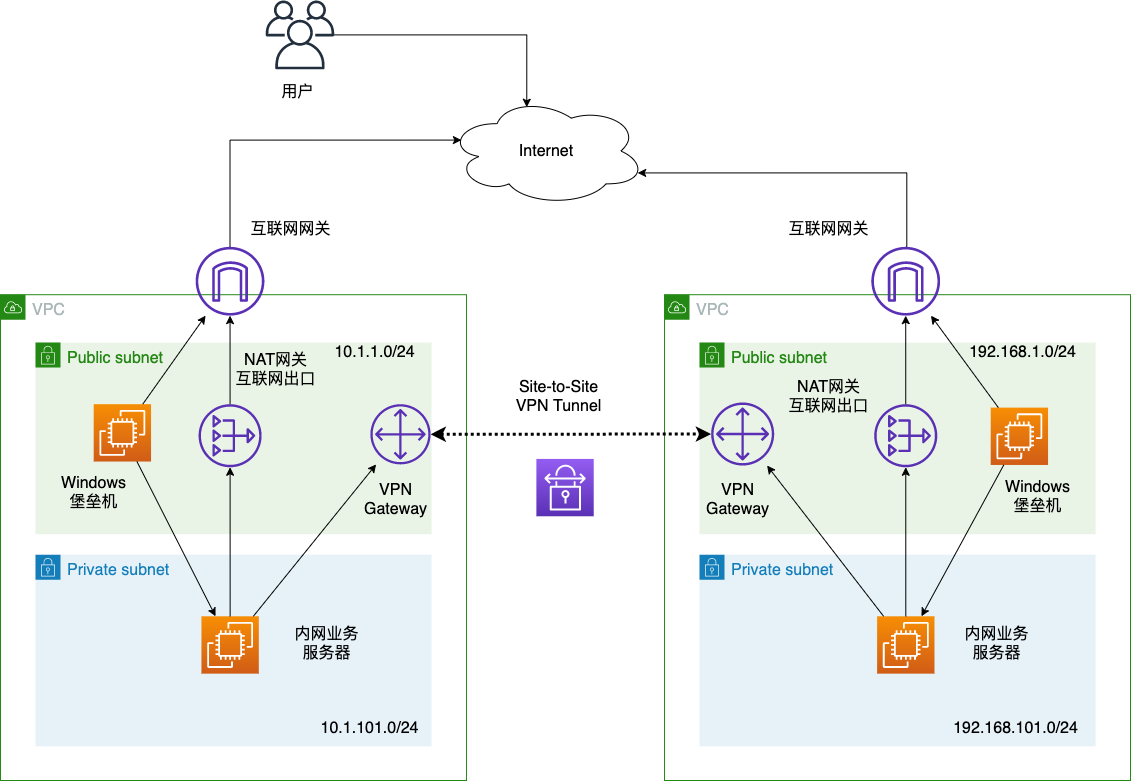 用户
Internet
互联网网关
互联网网关
VPC
Public subnet
10.1.1.0/24
NAT网关
互联网出口
Windows
堡垒机
VPN
Gateway
Private subnet
内网业务
服务器
10.1.101.0/24
Site-to-Site
VPN Tunnel
VPC
Public subnet
192.168.1.0/24
NAT网关
互联网出口
VPN
Gateway
Windows
堡垒机
Private subnet
内网业务
服务器
192.168.101.0/24